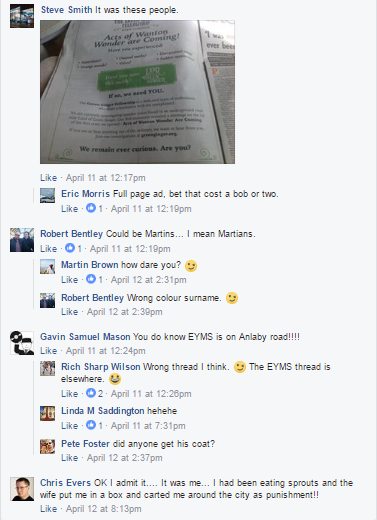 Steve Smith It was these people.
Acts of Wanton
Wonder are Coming!
Have you experienced
If so, we need YOU.
We remain ever curious. Are you?
Like · April 11 at 12:17pm
Eric Morris Full page ad, bet that cost a bob or two.
Like · 1 · April 11 at 12:19pm
Robert Bentley Could be Martins... I mean Martians.
Like · 1 · April 11 at 12:19pm
Martin Brown how dare you? 😉
Like · 1 · April 12 at 2:31pm
Robert Bentley Wrong colour surname. 😉
Like · April 12 at 2:39pm
Gavin Samuel Mason You do know EYMS is on Anlaby road!!!!
Like · April 11 at 12:24pm
Rich Sharp Wilson Wrong thread I think. 😉 The EYMS thread is
elsewhere. 😀
Like · 2 · April 11 at 12:26pm
Linda M Saddington hehehe
Like · 1 · April 11 at 7:31pm
Pete Foster did anyone get his coat?
Like · April 12 at 2:37pm
Chris Evers OK I admit it.... It was me... I had been eating sprouts and the
wife put me in a box and carted me around the city as punishment!!
Like · April 12 at 8:13pm